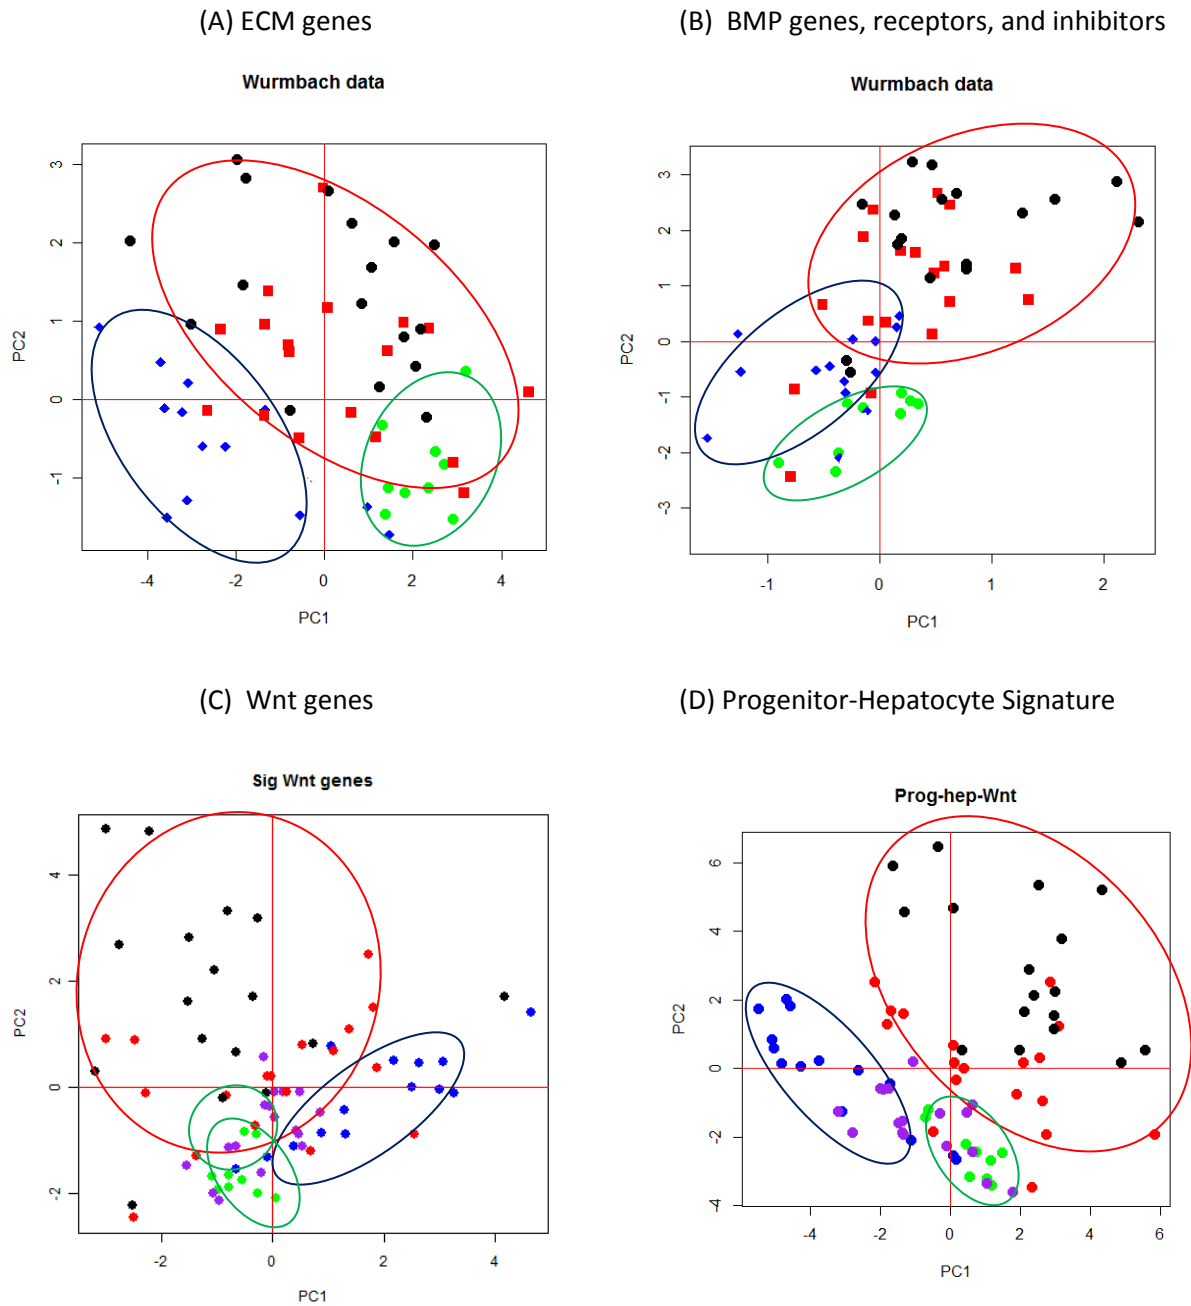 (A) ECM genes
(B) BMP genes, receptors, and inhibitors
Wurmbach data
Wurmbach data
3
2
1
0
-1
PC2
-4
-2
0
2
4
PC1
3
2
1
0
-1
-2
-3
PC2
-1
0
1
2
PC1
(C) Wnt genes
(D) Progenitor-Hepatocyte Signature
Sig Wnt genes
Prog-hep-Wnt
4
2
0
-2
PC2
-2
0
2
4
PC1
6
4
2
0
-2
-4
PC2
-4
-2
0
2
4
6
PC1